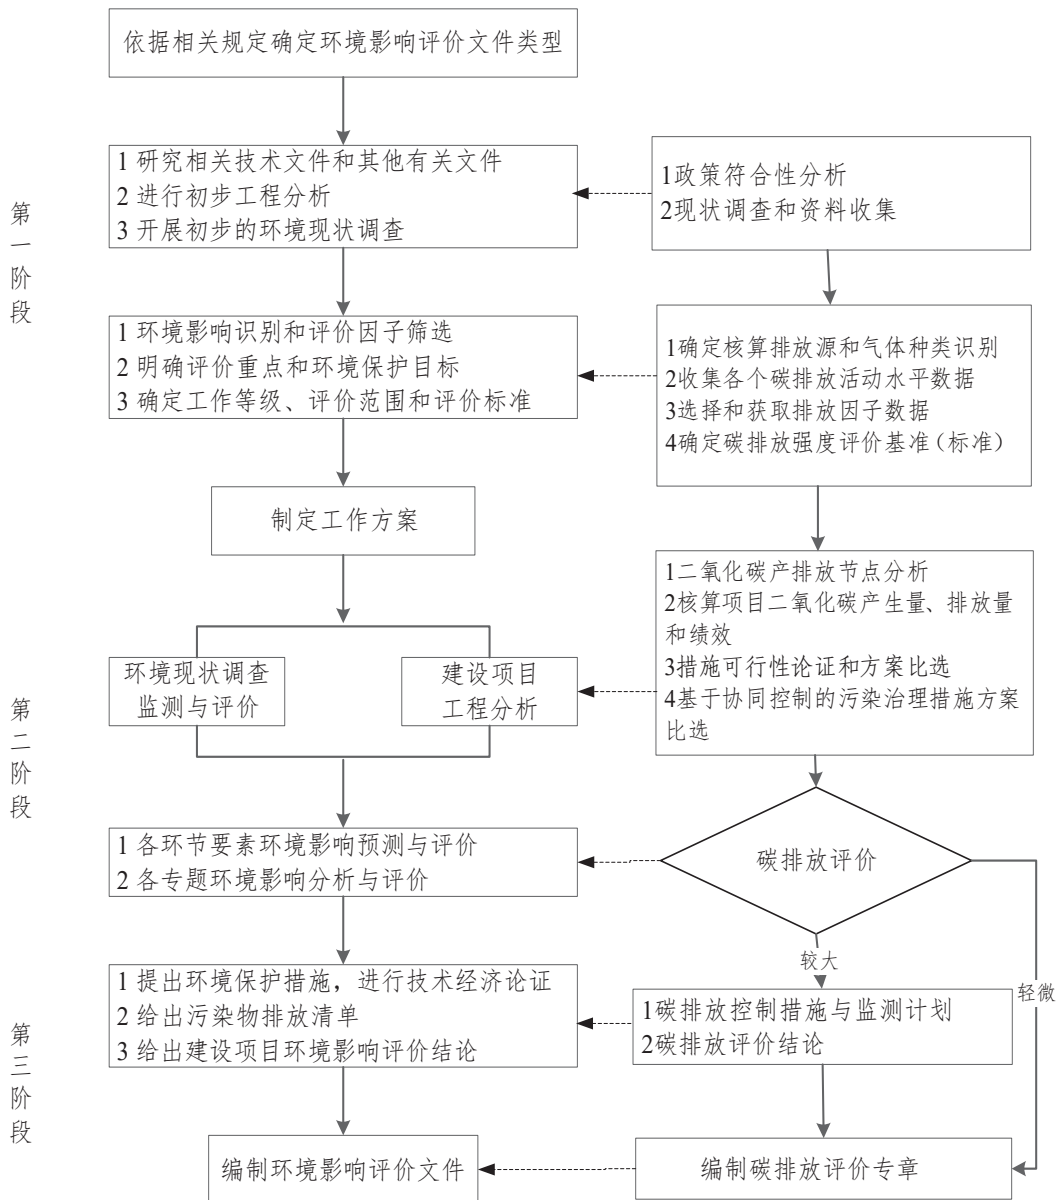 依据相关规定确定环境影响评价文件类型
第一阶段
1 研究相关技术文件和其他有关文件
2 进行初步工程分析
3 开展初步的环境现状调查
1政策符合性分析
2现状调查和资料收集
1 环境影响识别和评价因子筛选
2 明确评价重点和环境保护目标
3 确定工作等级、评价范围和评价标准
1确定核算排放源和气体种类识别
2收集各个碳排放活动水平数据
3选择和获取排放因子数据
4确定碳排放强度评价基准（标准）
制定工作方案
第二阶段
环境现状调查
监测与评价
建设项目
工程分析
1二氧化碳产排放节点分析
2核算项目二氧化碳产生量、排放量
和绩效
3措施可行性论证和方案比选
4基于协同控制的污染治理措施方案
比选
1 各环节要素环境影响预测与评价
2 各专题环境影响分析与评价
碳排放评价
较大
轻微
第三阶段
1 提出环境保护措施，进行技术经济论证
2 给出污染物排放清单
3 给出建设项目环境影响评价结论
1碳排放控制措施与监测计划
2碳排放评价结论
编制环境影响评价文件
编制碳排放评价专章